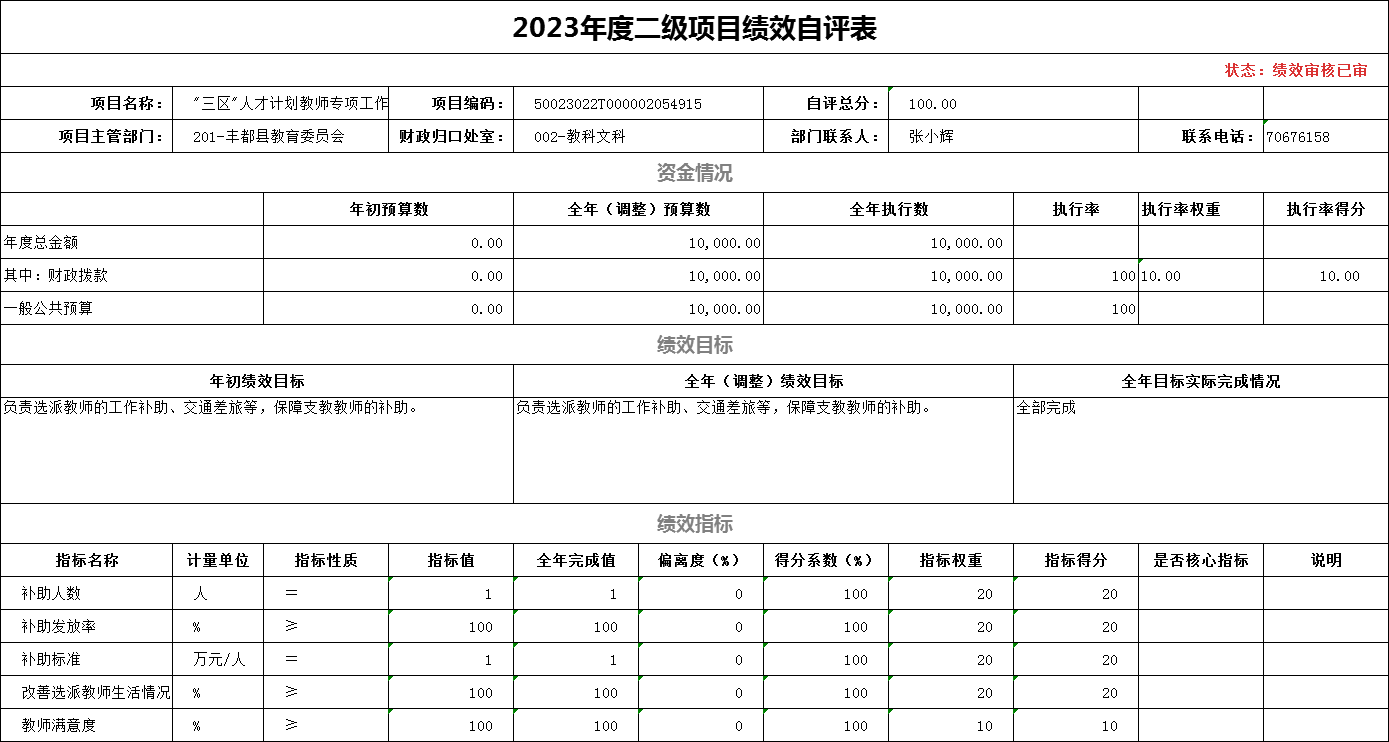 2023年度二级项目绩效自评表
状态：绩效审核已审
项目名称： "三区"人才计划教师专项工作 项目编码： 50023022T000002054915 自评总分： 100.00
项目主管部门： 201-丰都县教育委员会 财政归口处室： 002-教科文科 部门联系人： 张小辉 联系电话： 70676158
资金情况
年初预算数 全年（调整）预算数 全年执行数 执行率 执行率权重 执行率得分
年度总金额 0.00 10,000.00 10,000.00
其中：财政拨款 0.00 10,000.00 10,000.00 100 10.00 10.00
一般公共预算 0.00 10,000.00 10,000.00 100
绩效目标
年初绩效目标 全年（调整）绩效目标 全年目标实际完成情况
负责选派教师的工作补助、交通差旅等，保障支教教师的补助。 负责选派教师的工作补助、交通差旅等，保障支教教师的补助。 全部完成
绩效指标
指标名称 计量单位 指标性质 指标值 全年完成值 偏离度（%） 得分系数（%） 指标权重 指标得分 是否核心指标 说明
补助人数 人 ＝ 1 1 0 100 20 20
补助发放率 % ≥ 100 100 0 100 20 20
补助标准 万元/人 ＝ 1 1 0 100 20 20
改善选派教师生活情况 % ≥ 100 100 0 100 20 20
教师满意度 % ≥ 100 100 0 100 10 10